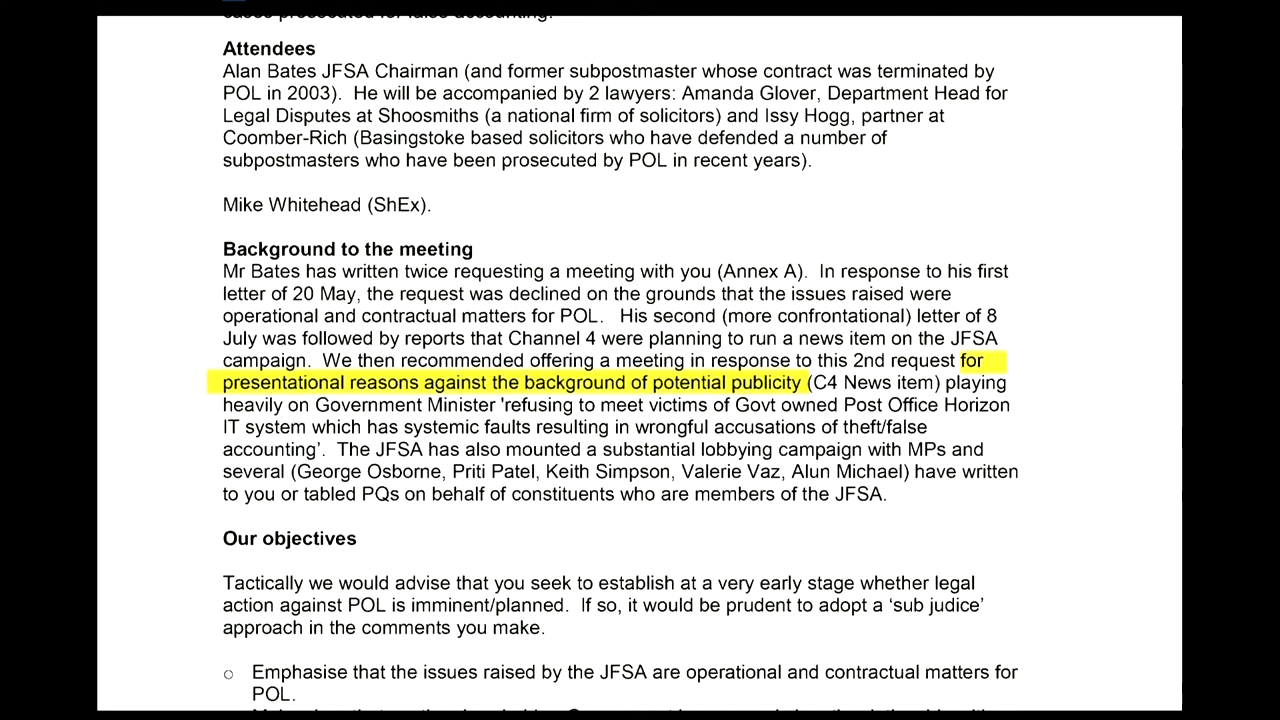 cases prosecuted for false accounting.
Attendees
Alan Bates JFSA Chairman (and former subpostmaster whose contract was terminated by
POL in 2003).  He will be accompanied by 2 lawyers: Amanda Glover, Department Head for
Legal Disputes at Shoosmiths (a national firm of solicitors) and Issy Hogg, partner at
Coomber-Rich (Basingstoke based solicitors who have defended a number of
subpostmasters who have been prosecuted by POL in recent years).
Mike Whitehead (ShEx).
Background to the meeting
Mr Bates has written twice requesting a meeting with you (Annex A).  In response to his first
letter of 20 May, the request was declined on the grounds that the issues raised were
operational and contractual matters for POL.   His second (more confrontational) letter of 8
July was followed by reports that Channel 4 were planning to run a news item on the JFSA
campaign.  We then recommended offering a meeting in response to this 2nd request for
presentational reasons against the background of potential publicity (C4 News item) playing
heavily on Government Minister 'refusing to meet victims of Govt owned Post Office Horizon
IT system which has systemic faults resulting in wrongful accusations of theft/false
accounting’.  The JFSA has also mounted a substantial lobbying campaign with MPs and
several (George Osborne, Priti Patel, Keith Simpson, Valerie Vaz, Alun Michael) have written
to you or tabled PQs on behalf of constituents who are members of the JFSA.
Our objectives
Tactically we would advise that you seek to establish at a very early stage whether legal
action against POL is imminent/planned.  If so, it would be prudent to adopt a ‘sub judice’
approach in the comments you make.
○ Emphasise that the issues raised by the JFSA are operational and contractual matters for
POL.